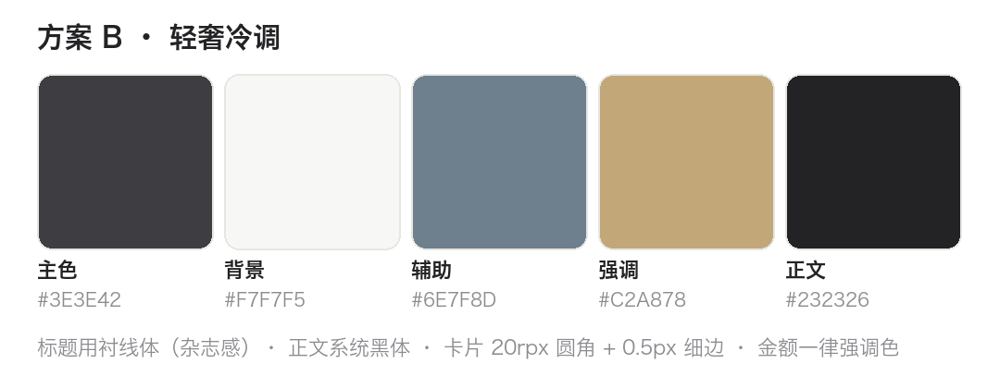 方案 B · 轻奢冷调
主色 背景 辅助 强调 正文
#3E3E42 #F7F7F5 #6E7F8D #C2A878 #232326
标题用衬线体（杂志感）· 正文系统黑体 · 卡片 20rpx 圆角 + 0.5px 细边 · 金额一律强调色